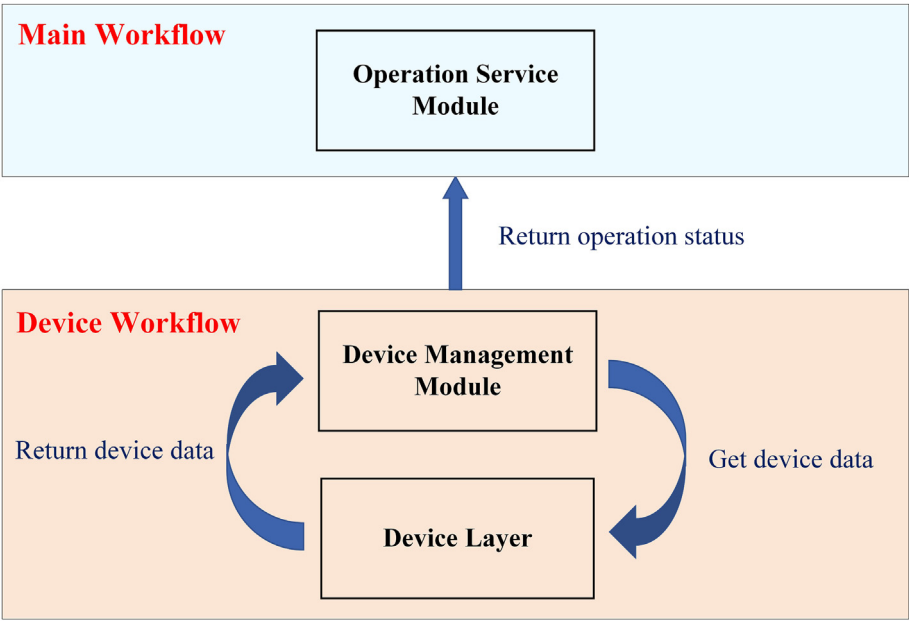 Main Workflow
Operation Service
Module
Return operation status
Device Workflow
Device Management
Module
Return device data
Get device data
Device Layer